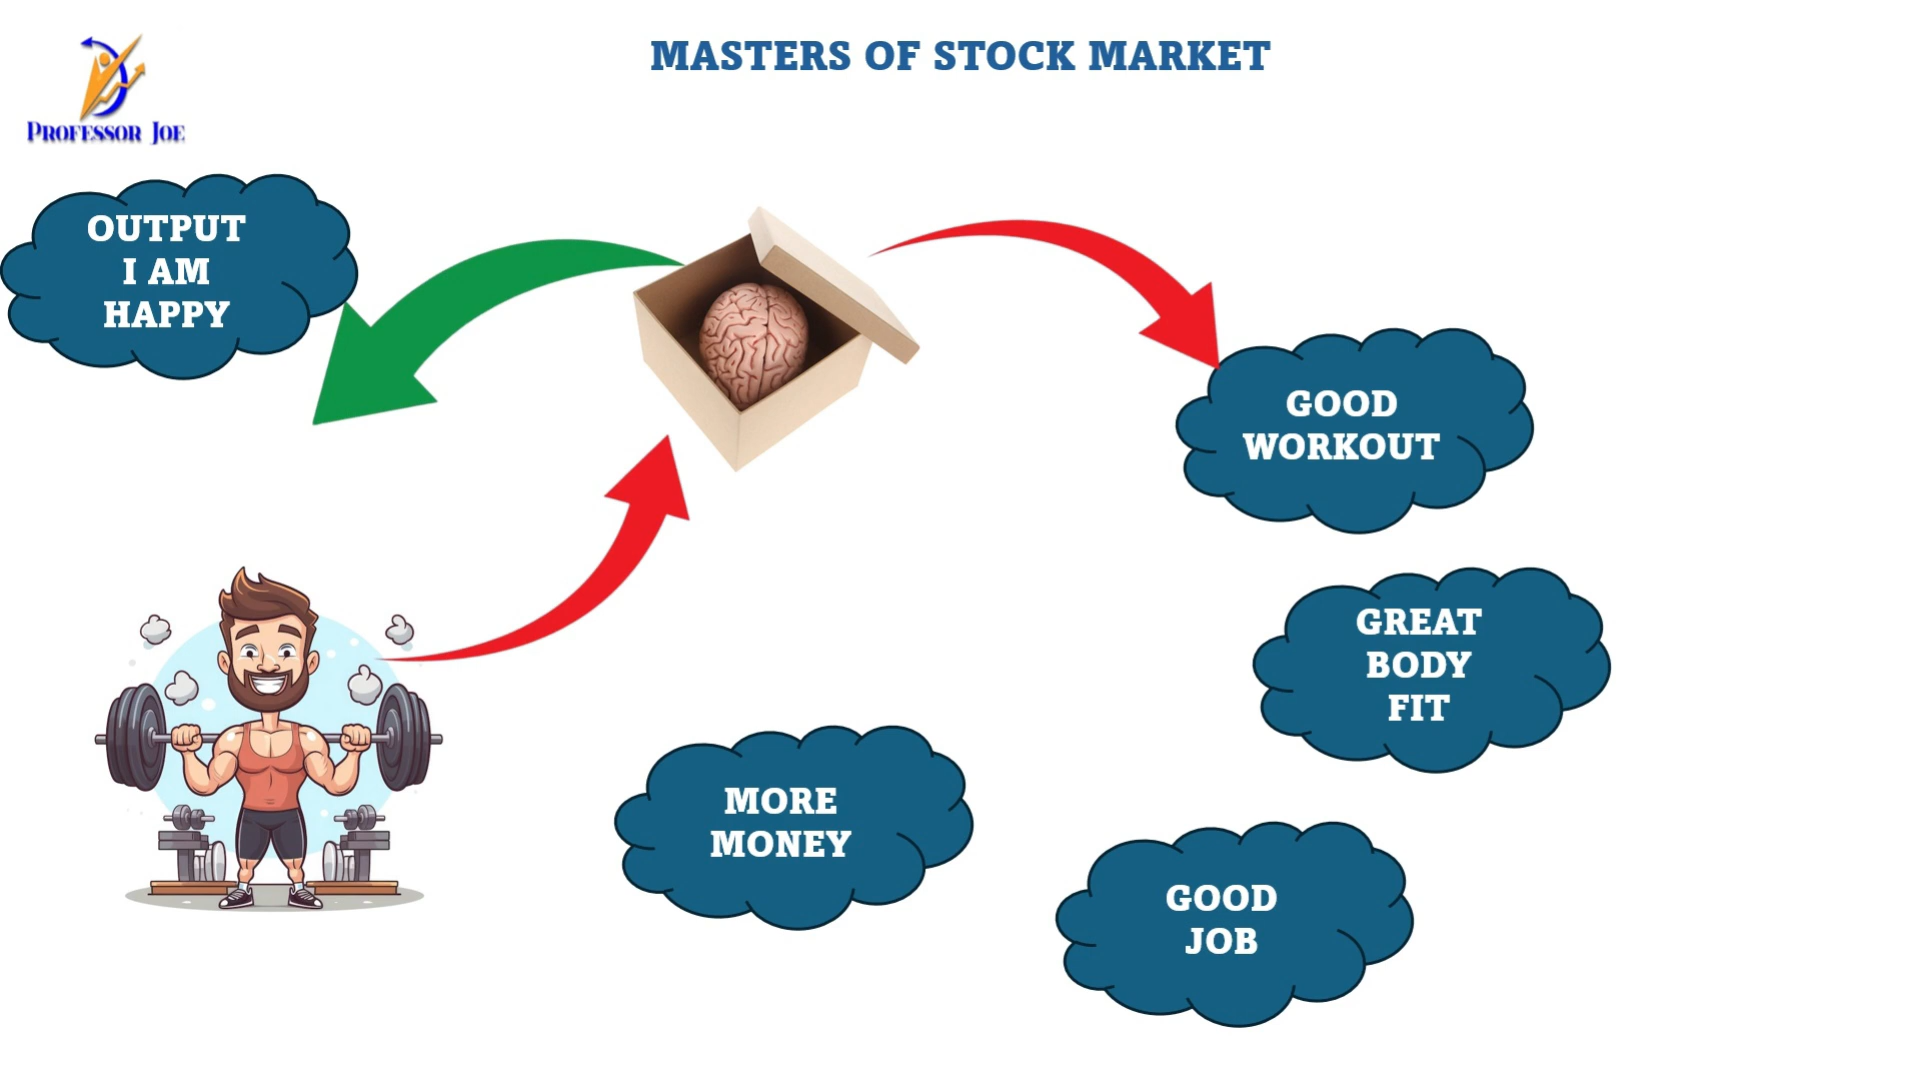 MASTERS OF STOCK MARKET
PROFESSOR JOE
OUTPUT
I AM
HAPPY
GOOD
WORKOUT
GREAT
BODY
FIT
MORE
MONEY
GOOD
JOB